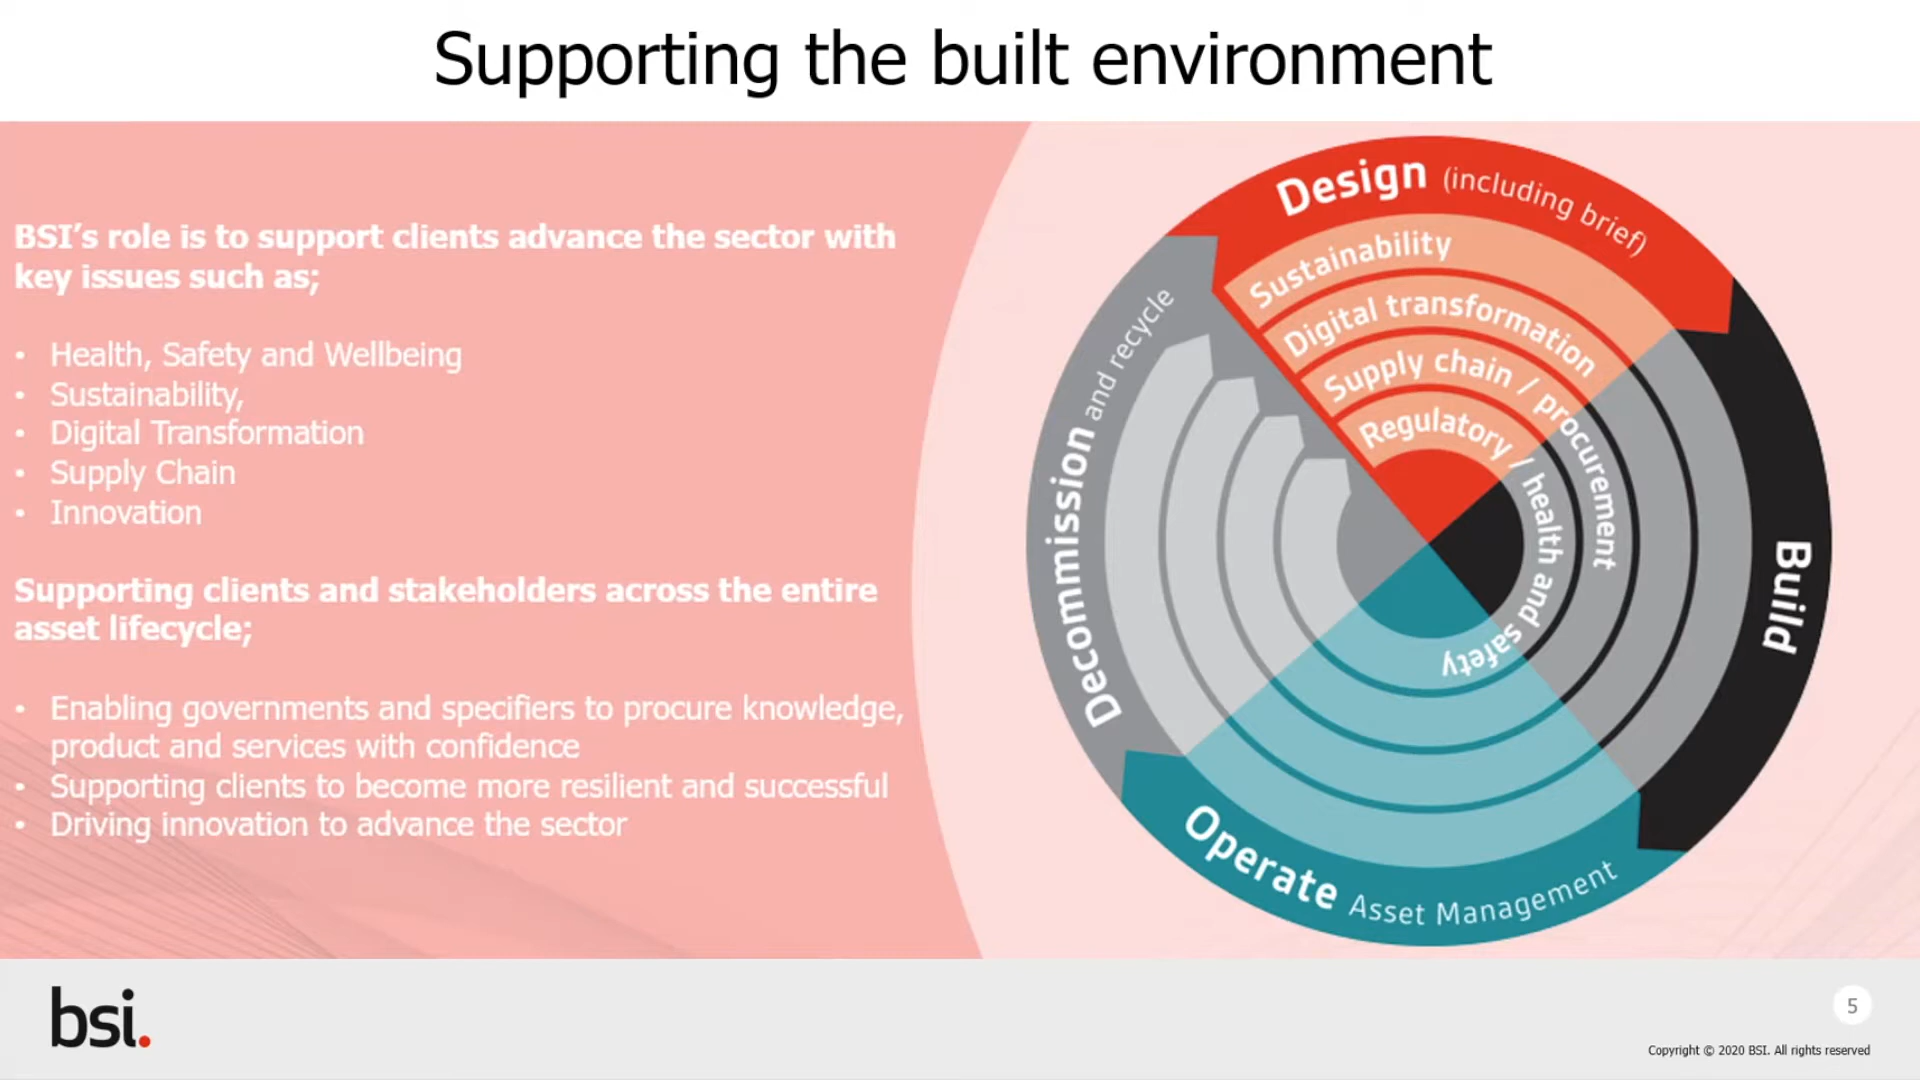 Supporting the built environment
BSI's role is to support clients advance the sector with
key issues such as;
• Health, Safety and Wellbeing
• Sustainability,
• Digital Transformation
• Supply Chain
• Innovation
Supporting clients and stakeholders across the entire
asset lifecycle;
• Enabling governments and specifiers to procure knowledge,
product and services with confidence
• Supporting clients to become more resilient and successful
• Driving innovation to advance the sector
Design (including brief)
Sustainability
Digital transformation
Supply chain / procurement
Regulatory / health and safety
Build
Operate Asset Management
Decommission and recycle
bsi.
5
Copyright © 2020 BSI. All rights reserved